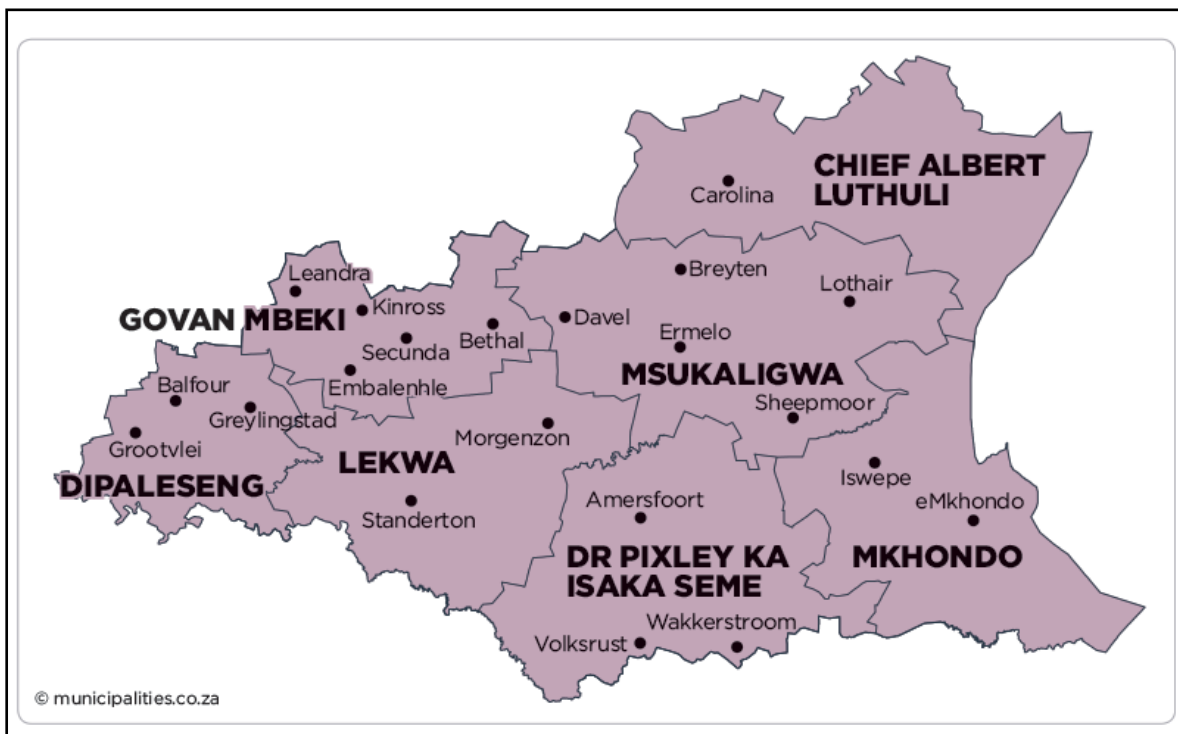 CHIEF ALBERT
LUTHULI
Carolina
Breyten
Lothair
Leandra
Kinross
GOVAN MBEKI
Davel
Ermelo
Bethal
Secunda
MSUKALIGWA
Embalenhle
Balfour
Sheepmoor
Greylingstad
Morgenzon
Grootvlei
LEKWA
Iswepe
DIPALESENG
Amersfoort
eMkhondo
Standerton
DR PIXLEY KA
ISAKA SEME
MKHONDO
Wakkerstroom
Volksrust
© municipalities.co.za